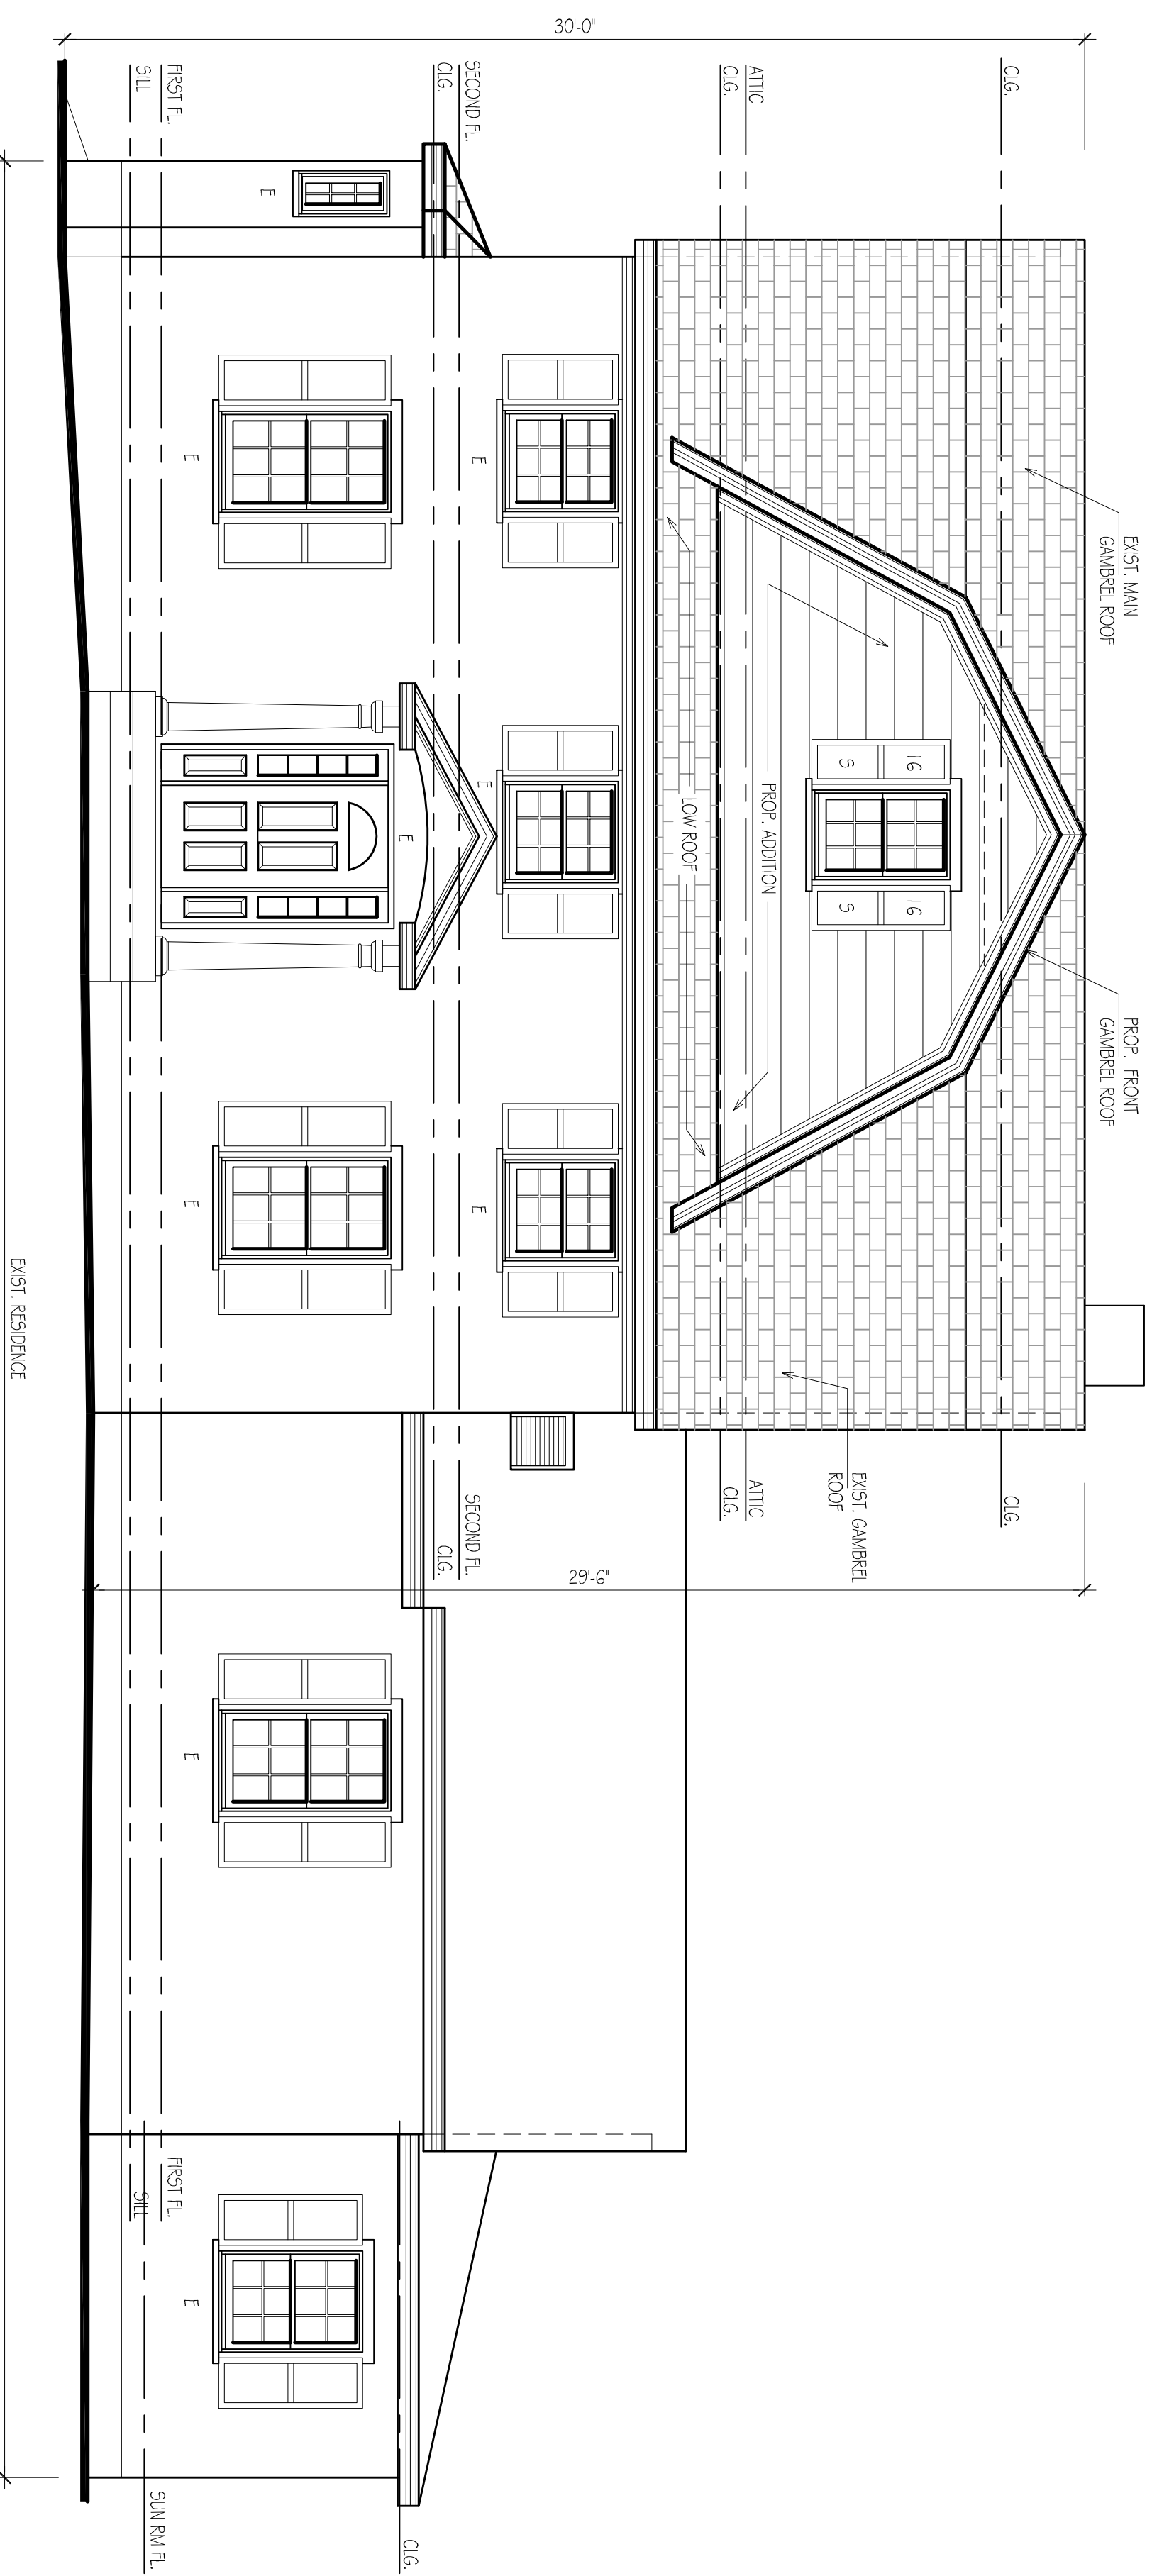 EXIST. MAIN
GAMBREL ROOF
PROP. FRONT
GAMBREL ROOF
CLG.
CLG.
16
S
16
S
ATTIC
CLG.
PROP. ADDITION
LOW ROOF
EXIST. GAMBREL
ROOF
ATTIC
CLG.
30'-0"
29'-6"
SECOND FL.
CLG.
E
E
E
SECOND FL.
CLG.
E
E
E
E
E
E
CLG.
FIRST FL.
SILL
FIRST FL.
SILL
SUN RM FL.
EXIST. RESIDENCE